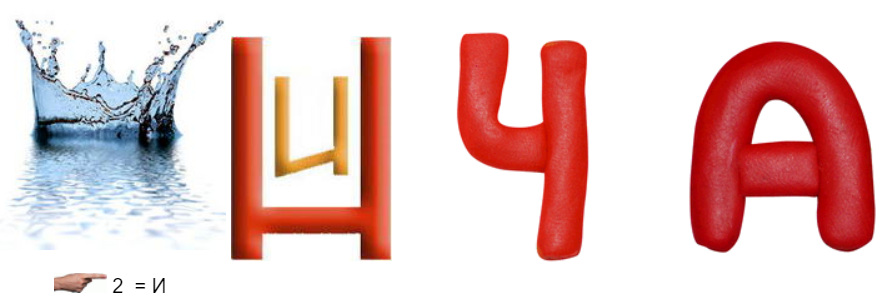 Н Ч Ч А
2 = И